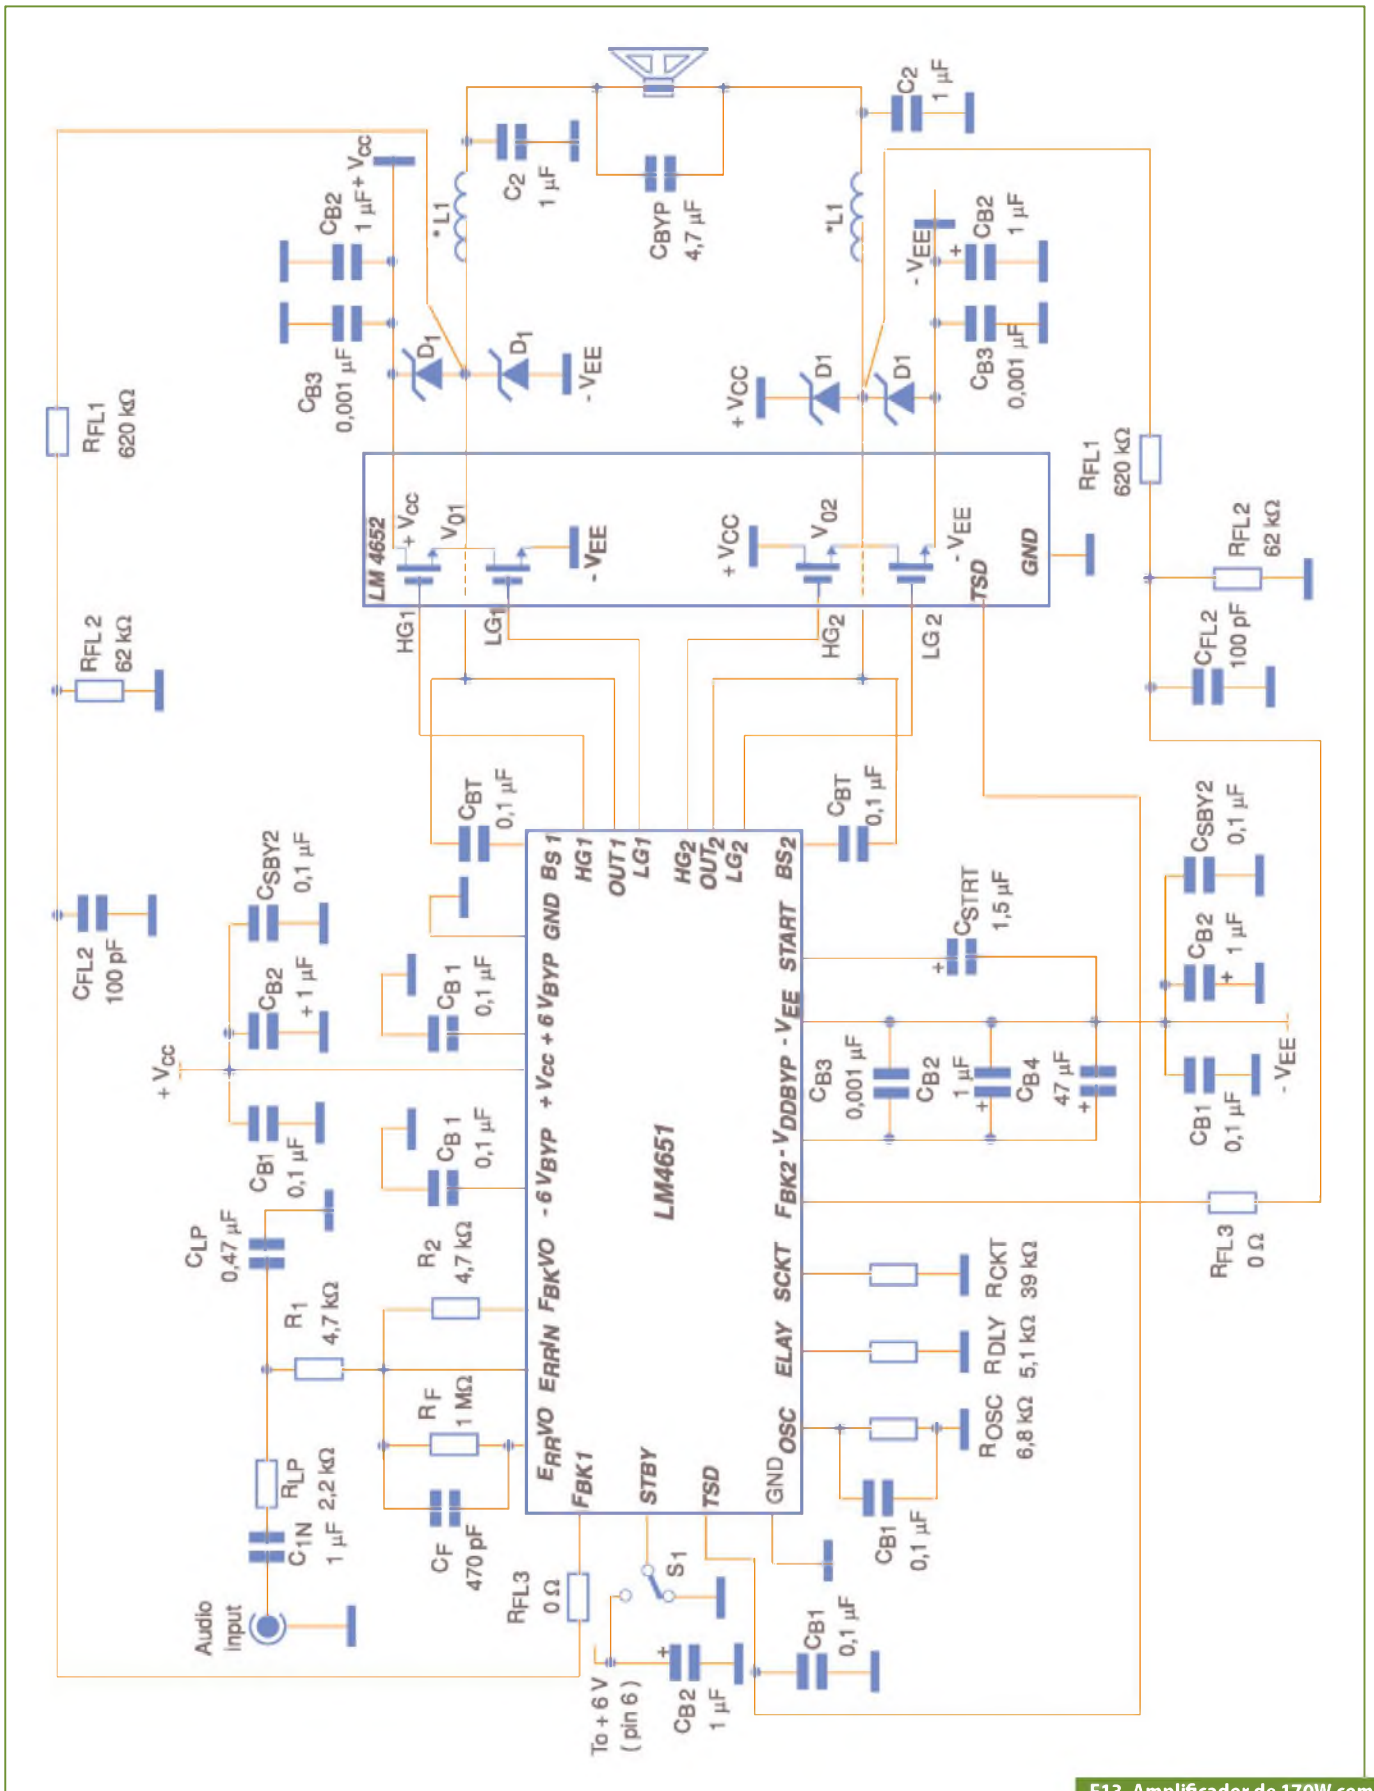 C2
1 µF
+ VCC
CB2
1 µF
*L1
C2
1 µF
CBYP
4,7 µF
*L1
- VEE
+
CB2
1 µF
CB3
0,001 µF
D1
D1
- VEE
+ VCC
D1
D1
CB3
0,001 µF
RFL1
620 kΩ
RFL1
620 kΩ
LM 4652
+ VCC
V01
- VEE
+ VCC
V02
- VEE
TSD
GND
HG1
LG1
HG2
LG 2
RFL2
62 kΩ
RFL2
62 kΩ
CFL2
100 pF
CBT
0,1 µF
CBT
0,1 µF
CSBY2
0,1 µF
CSBY2
0,1 µF
CFL2
100 pF
CB2
+ 1 µF
+ VCC
CB1
0,1 µF
CB 1
0,1 µF
CB 1
0,1 µF
BS 1
HG1
OUT1
LG1
HG2
OUT2
LG2
BS2
GND
+ 6 VBYP
+ Vcc
- 6 VBYP
FBKVO
ERRIN
ERRVO
FBK1
STBY
TSD
GND
LM4651
START
- VEE
- VDDBYP
FBK2
SCKT
ELAY
OSC
CSTRT
+
1,5 µF
CB3
0,001 µF
CB2
1 µF
+
CB4
47 µF
+
CB2
+ 1 µF
CB1
0,1 µF
- VEE
CLP
0,47 µF
R1
4,7 kΩ
R2
4,7 kΩ
RF
1 MΩ
CF
470 pF
RLP
2,2 kΩ
C1N
1 µF
Audio
input
RFL3
0 Ω
RFL3
0 Ω
RCKT
39 kΩ
RDLY
5,1 kΩ
ROSC
6,8 kΩ
CB1
0,1 µF
S1
To + 6 V
( pin 6 )
+
CB2
1 µF
CB1
0,1 µF
F13. Amplificador de 170W com